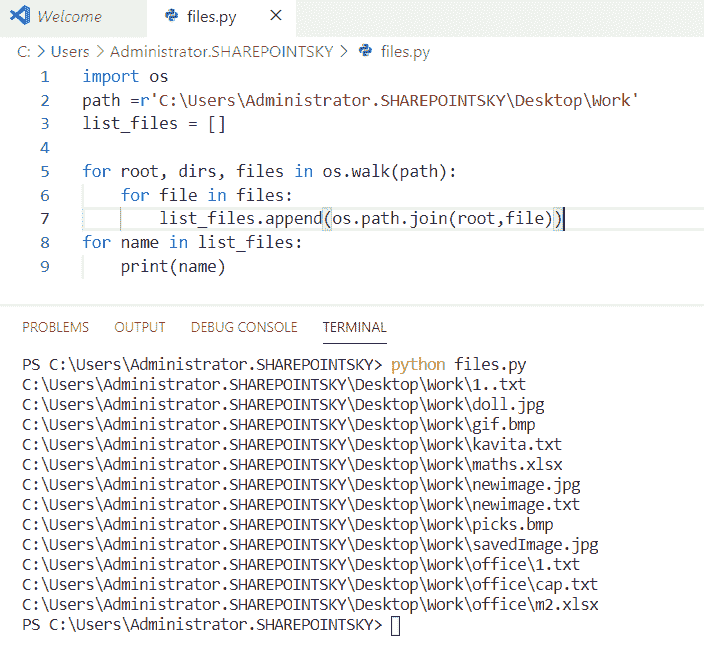 Welcome files.py ×
C: > Users > Administrator.SHAREPOINTSKY > files.py
1 import os
2 path =r'C:\Users\Administrator.SHAREPOINTSKY\Desktop\Work'
3 list_files = []
4
5 for root, dirs, files in os.walk(path):
6     for file in files:
7         list_files.append(os.path.join(root,file))
8 for name in list_files:
9     print(name)
PROBLEMS OUTPUT DEBUG CONSOLE TERMINAL
PS C:\Users\Administrator.SHAREPOINTSKY> python files.py
C:\Users\Administrator.SHAREPOINTSKY\Desktop\Work\1..txt
C:\Users\Administrator.SHAREPOINTSKY\Desktop\Work\doll.jpg
C:\Users\Administrator.SHAREPOINTSKY\Desktop\Work\gif.bmp
C:\Users\Administrator.SHAREPOINTSKY\Desktop\Work\kavita.txt
C:\Users\Administrator.SHAREPOINTSKY\Desktop\Work\maths.xlsx
C:\Users\Administrator.SHAREPOINTSKY\Desktop\Work\newimage.jpg
C:\Users\Administrator.SHAREPOINTSKY\Desktop\Work\newimage.txt
C:\Users\Administrator.SHAREPOINTSKY\Desktop\Work\picks.bmp
C:\Users\Administrator.SHAREPOINTSKY\Desktop\Work\savedImage.jpg
C:\Users\Administrator.SHAREPOINTSKY\Desktop\Work\office\1.txt
C:\Users\Administrator.SHAREPOINTSKY\Desktop\Work\office\cap.txt
C:\Users\Administrator.SHAREPOINTSKY\Desktop\Work\office\m2.xlsx
PS C:\Users\Administrator.SHAREPOINTSKY>